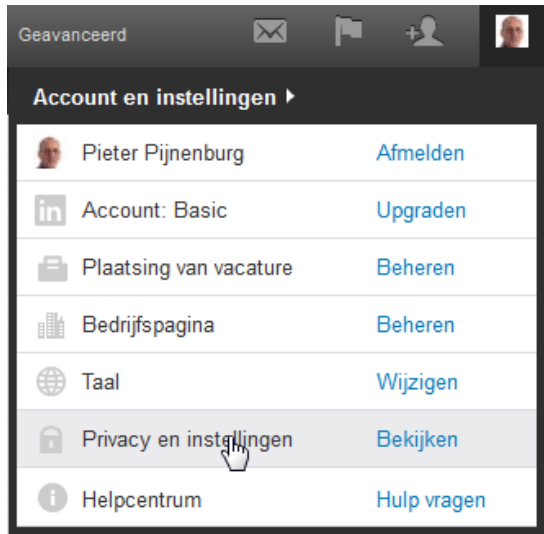 Geavanceerd
Account en instellingen
Pieter Pijnenburg Afmelden
in Account: Basic Upgraden
Plaatsing van vacature Beheren
Bedrijfspagina Beheren
Taal Wijzigen
Privacy en instellingen Bekijken
Helpcentrum Hulp vragen